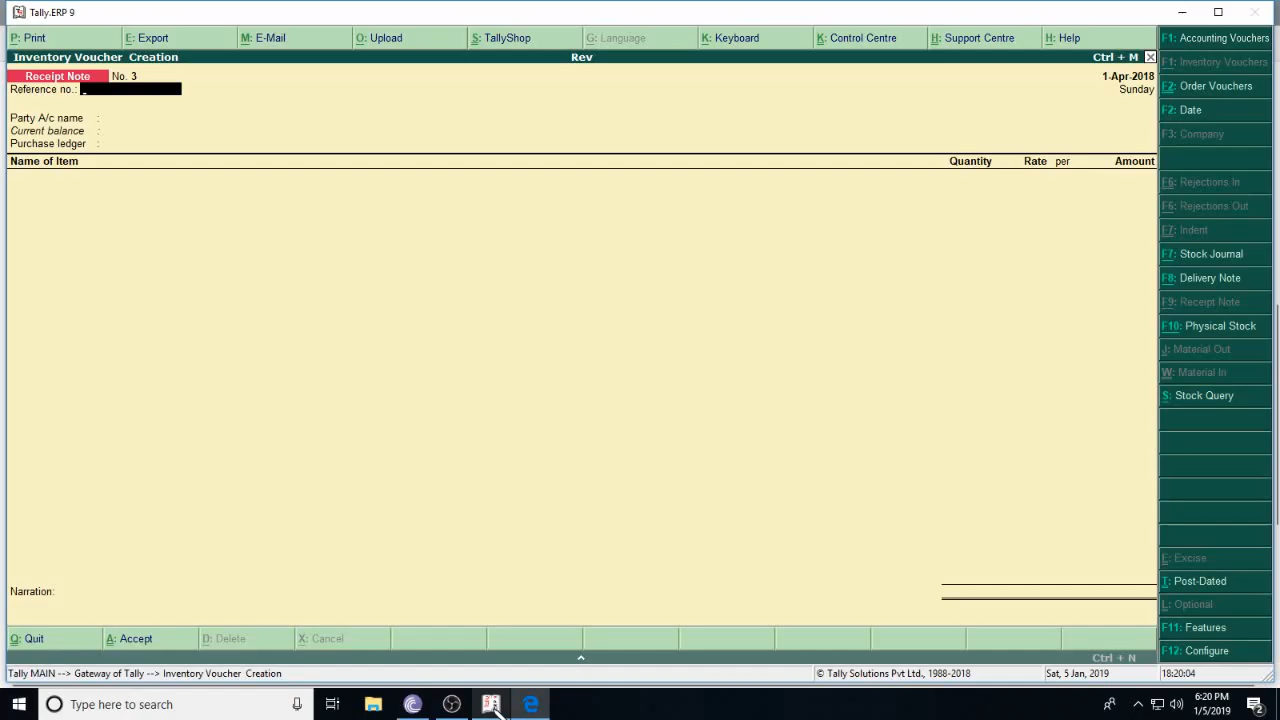 Tally.ERP 9
P: Print E: Export M: E-Mail O: Upload S: TallyShop G: Language K: Keyboard K: Control Centre H: Support Centre H: Help
F1: Accounting Vouchers
Inventory Voucher Creation Rev Ctrl + M
F1: Inventory Vouchers
Receipt Note No. 3 1-Apr-2018
Reference no.: Sunday
F2: Order Vouchers
F2: Date
Party A/c name :
Current balance :
F3: Company
Purchase ledger :
Name of Item Quantity Rate per Amount
F6: Rejections In
F6: Rejections Out
F7: Indent
F7: Stock Journal
F8: Delivery Note
F9: Receipt Note
F10: Physical Stock
J: Material Out
W: Material In
S: Stock Query
E: Excise
T: Post-Dated
Narration:
L: Optional
F11: Features
Q: Quit A: Accept D: Delete X: Cancel
F12: Configure
Ctrl + N
Tally MAIN --> Gateway of Tally --> Inventory Voucher Creation © Tally Solutions Pvt Ltd., 1988-2018 Sat, 5 Jan, 2019 18:20:04
Type here to search
6:20 PM
1/5/2019
2